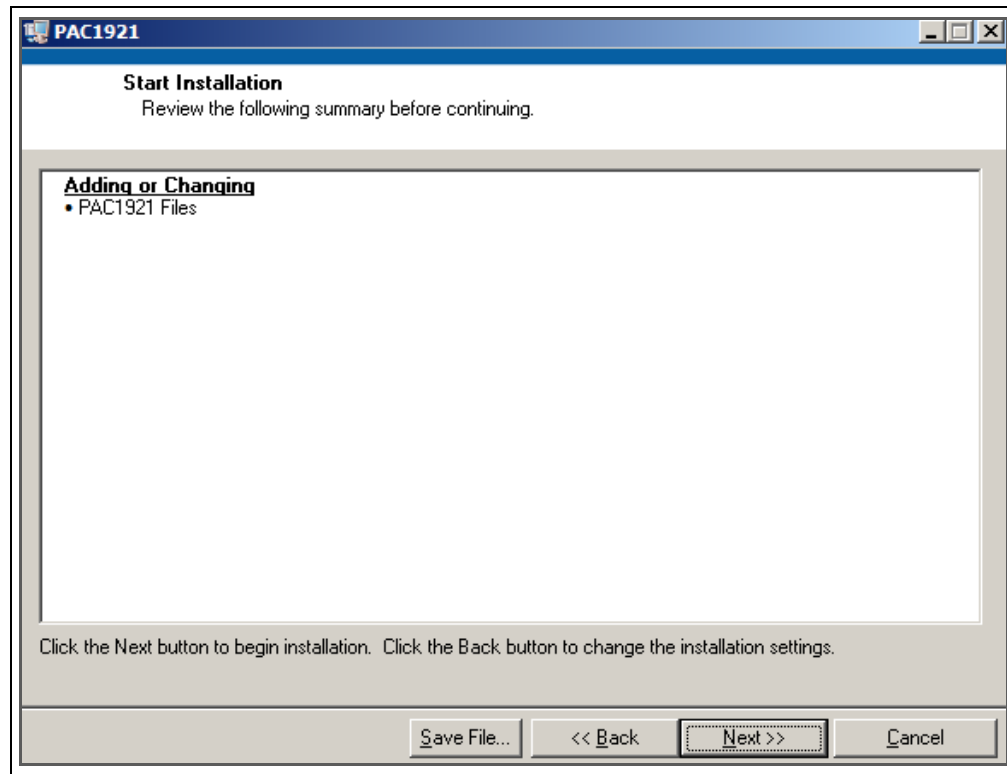 PAC1921
Start Installation
Review the following summary before continuing.
Adding or Changing
• PAC1921 Files
Click the Next button to begin installation.  Click the Back button to change the installation settings.
Save File...
<< Back
Next >>
Cancel